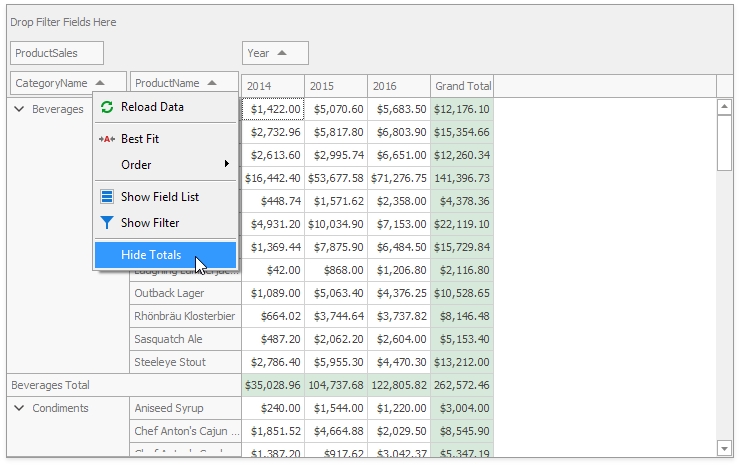 Drop Filter Fields Here
ProductSales Year
CategoryName ProductName 2014 2015 2016 Grand Total
Beverages $1,422.00 $5,070.60 $5,683.50 $12,176.10
Reload Data
$2,732.96 $5,817.80 $6,803.90 $15,354.66
Best Fit
$2,613.60 $2,995.74 $6,651.00 $12,260.34
Order
$16,442.40 $53,677.58 $71,276.75 141,396.73
Show Field List
$448.74 $1,571.62 $2,358.00 $4,378.36
Show Filter
$4,931.20 $10,034.90 $7,153.00 $22,119.10
Hide Totals
$1,369.44 $7,875.90 $6,484.50 $15,729.84
$42.00 $868.00 $1,206.80 $2,116.80
Outback Lager $1,089.00 $5,063.40 $4,376.25 $10,528.65
Rhönbräu Klosterbier $664.02 $3,744.64 $3,737.82 $8,146.48
Sasquatch Ale $487.20 $2,062.20 $2,604.00 $5,153.40
Steeleye Stout $2,786.40 $5,955.30 $4,470.30 $13,212.00
Beverages Total $35,028.96 104,737.68 122,805.82 262,572.46
Condiments Aniseed Syrup $240.00 $1,544.00 $1,220.00 $3,004.00
Chef Anton's Cajun $1,851.52 $4,664.88 $2,029.50 $8,545.90
$1,387.20 $917.62 $3,042.37 $5,347.19